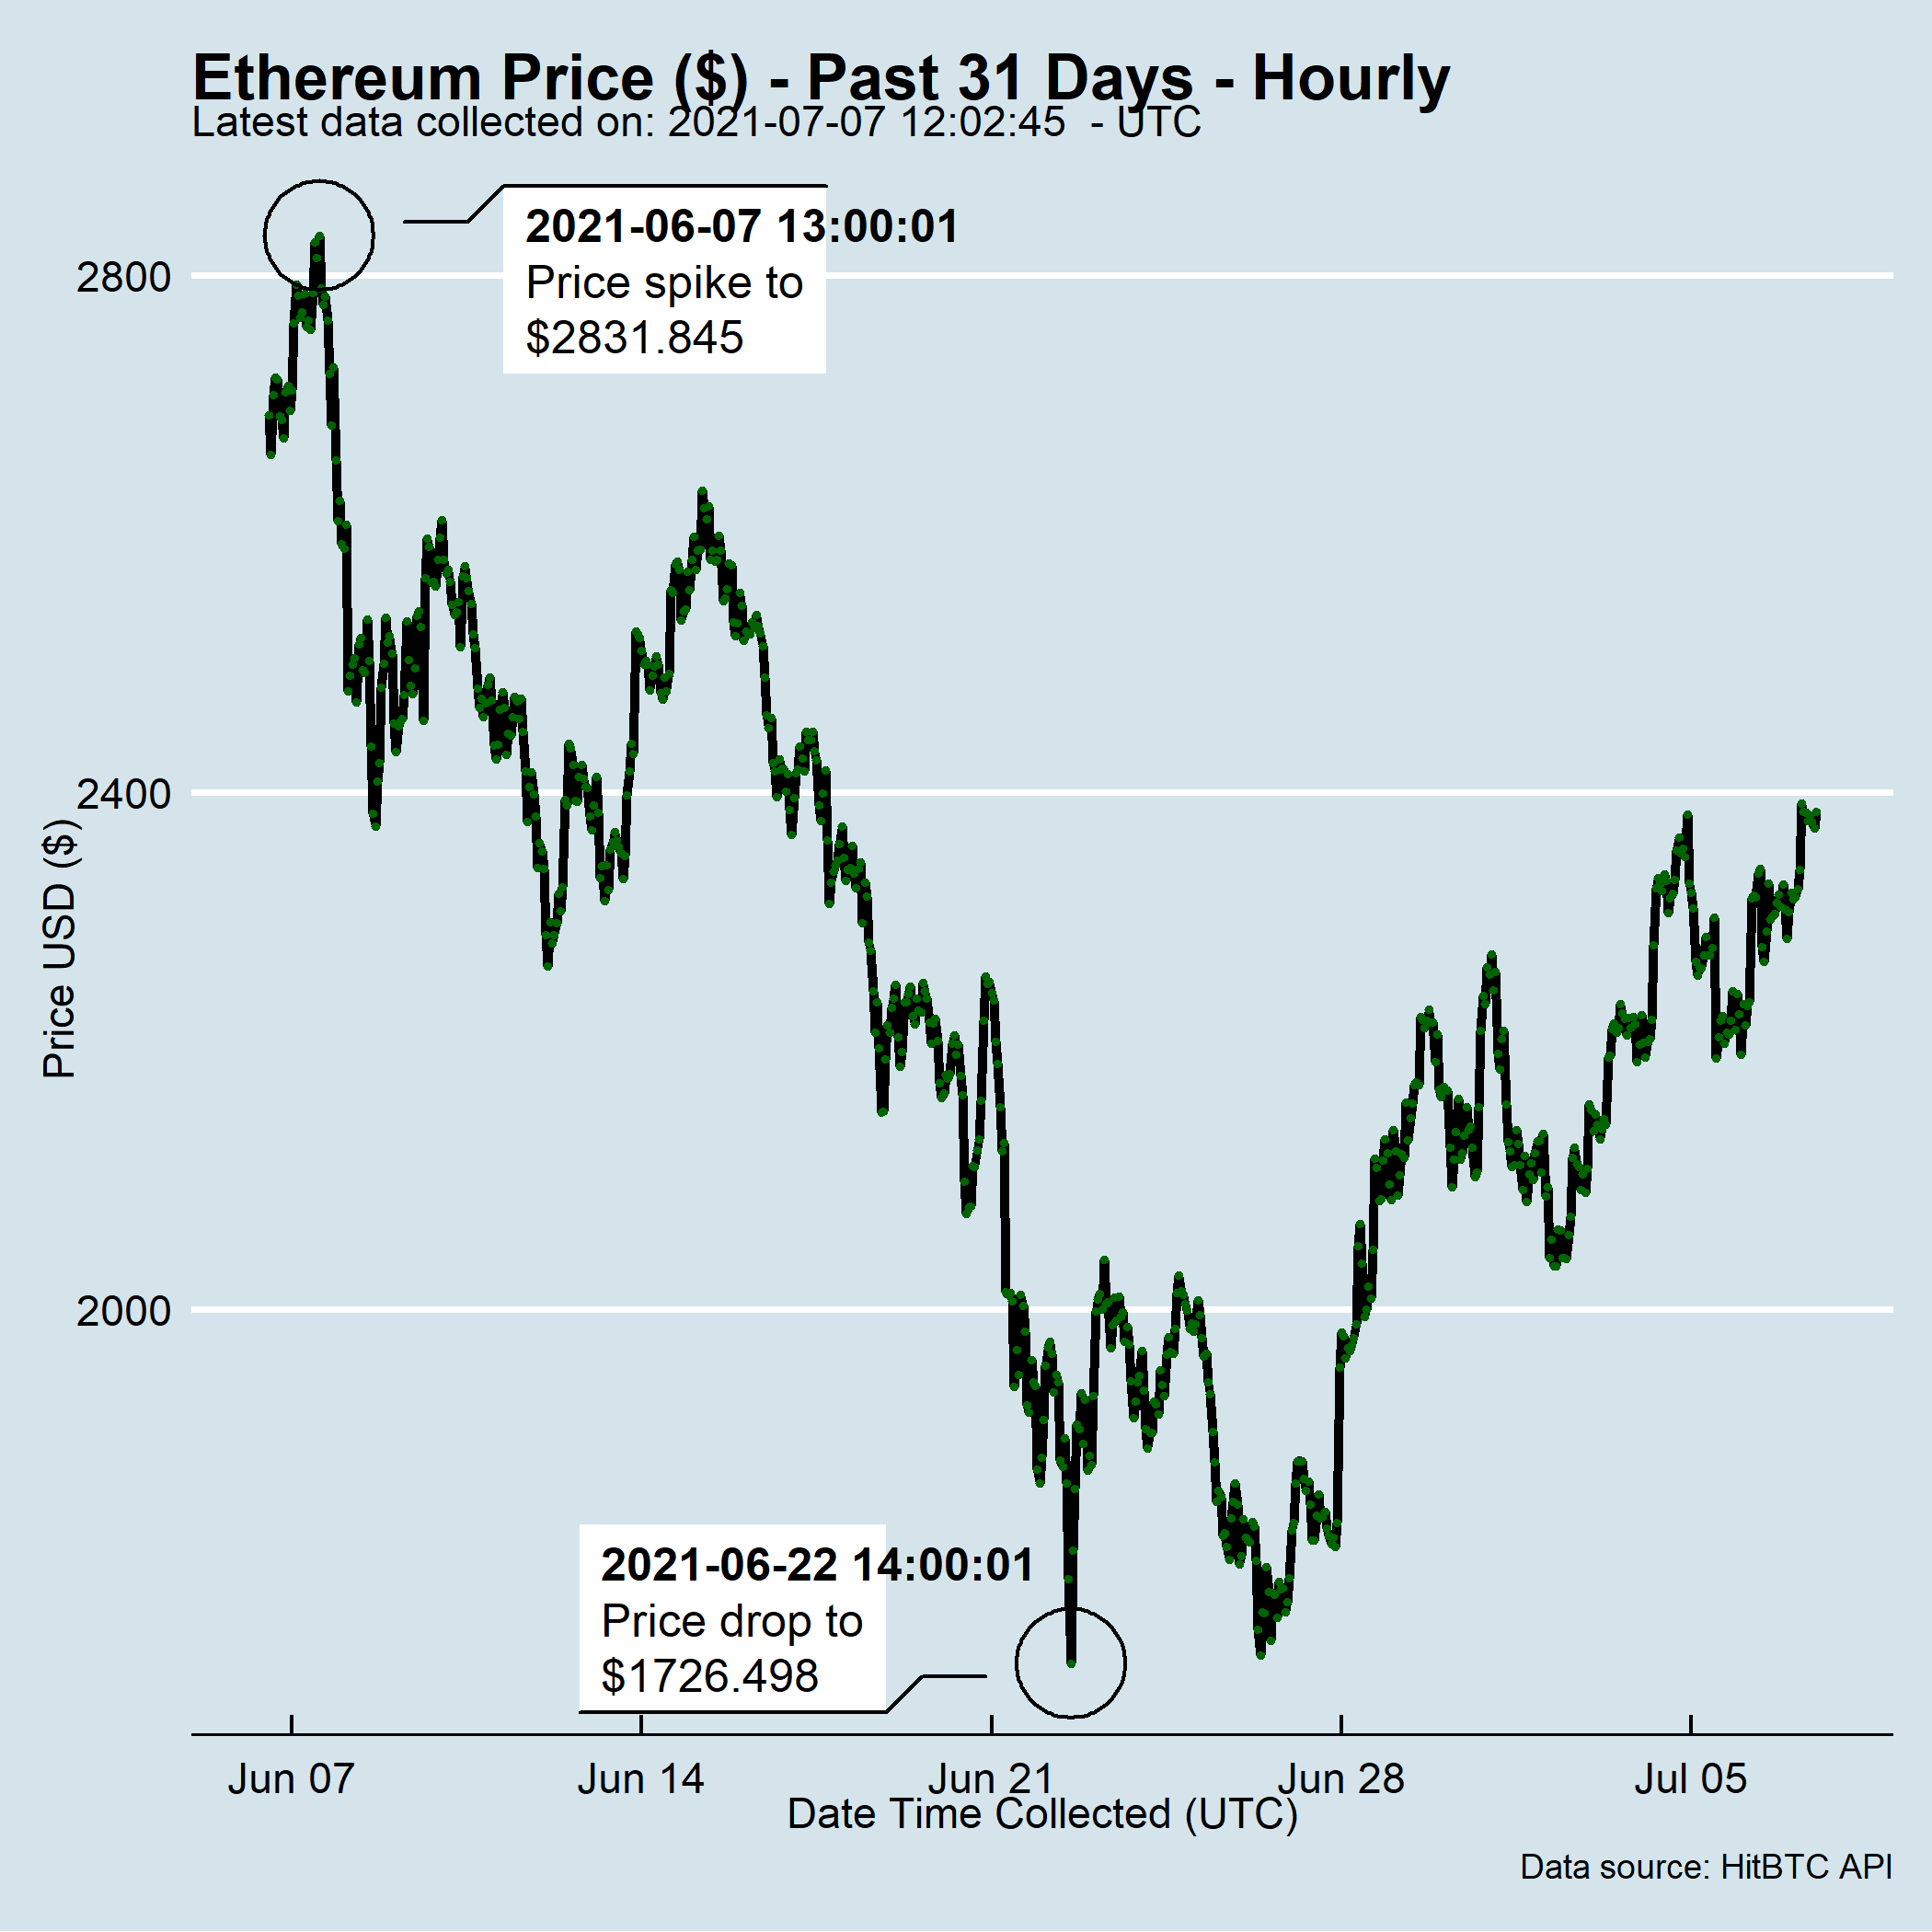 Ethereum Price ($) - Past 31 Days - Hourly
Latest data collected on: 2021-07-07 12:02:45  - UTC
2021-06-07 13:00:01
Price spike to
$2831.845
2800
2400
Price USD ($)
2000
2021-06-22 14:00:01
Price drop to
$1726.498
Jun 07
Jun 14
Jun 21
Jun 28
Jul 05
Date Time Collected (UTC)
Data source: HitBTC API